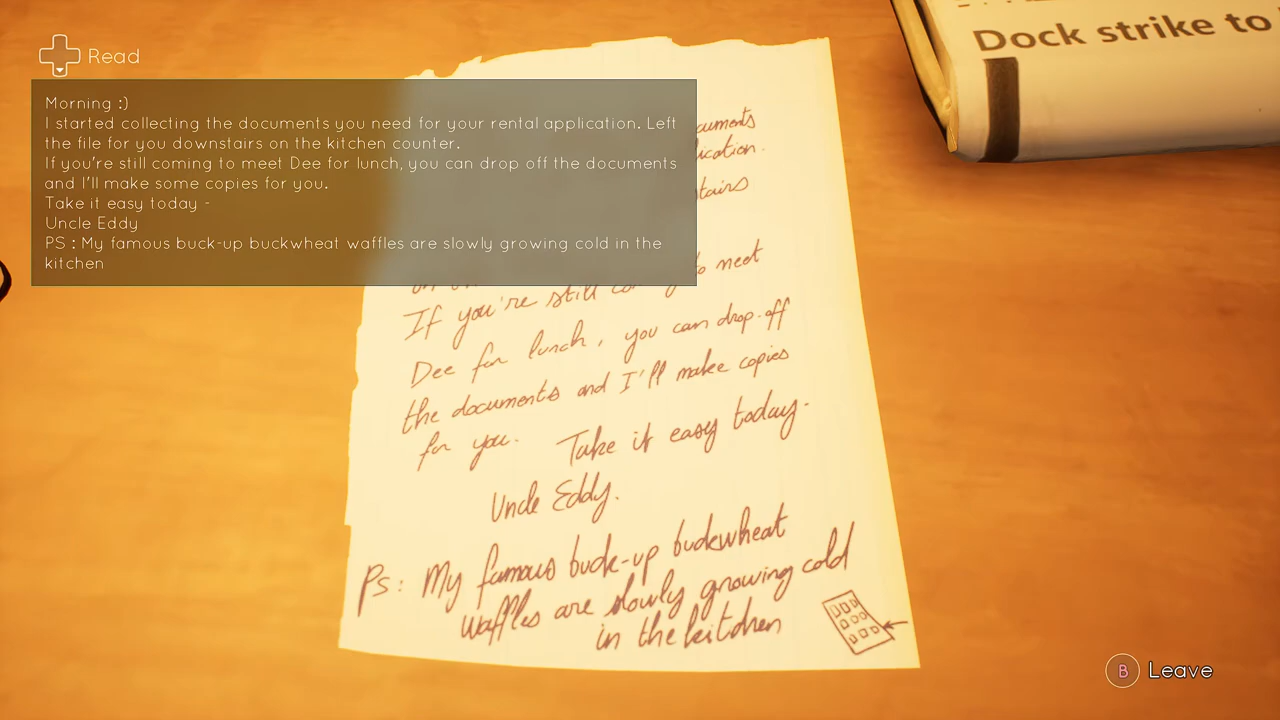 Read
Dock strike to
Morning :)
I started collecting the documents you need for your rental application. Left
the file for you downstairs on the kitchen counter.
If you're still coming to meet Dee for lunch, you can drop off the documents
and I'll make some copies for you.
Take it easy today -
Uncle Eddy
PS : My famous buck-up buckwheat waffles are slowly growing cold in the
kitchen
to meet
If you're still
Dee for lunch, you can drop-off
the documents and I'll make copies
for you. Take it easy today-
Uncle Eddy.
Ps: My famous buck-up buckwheat
waffles are slowly growing cold
in the kitchen
B Leave